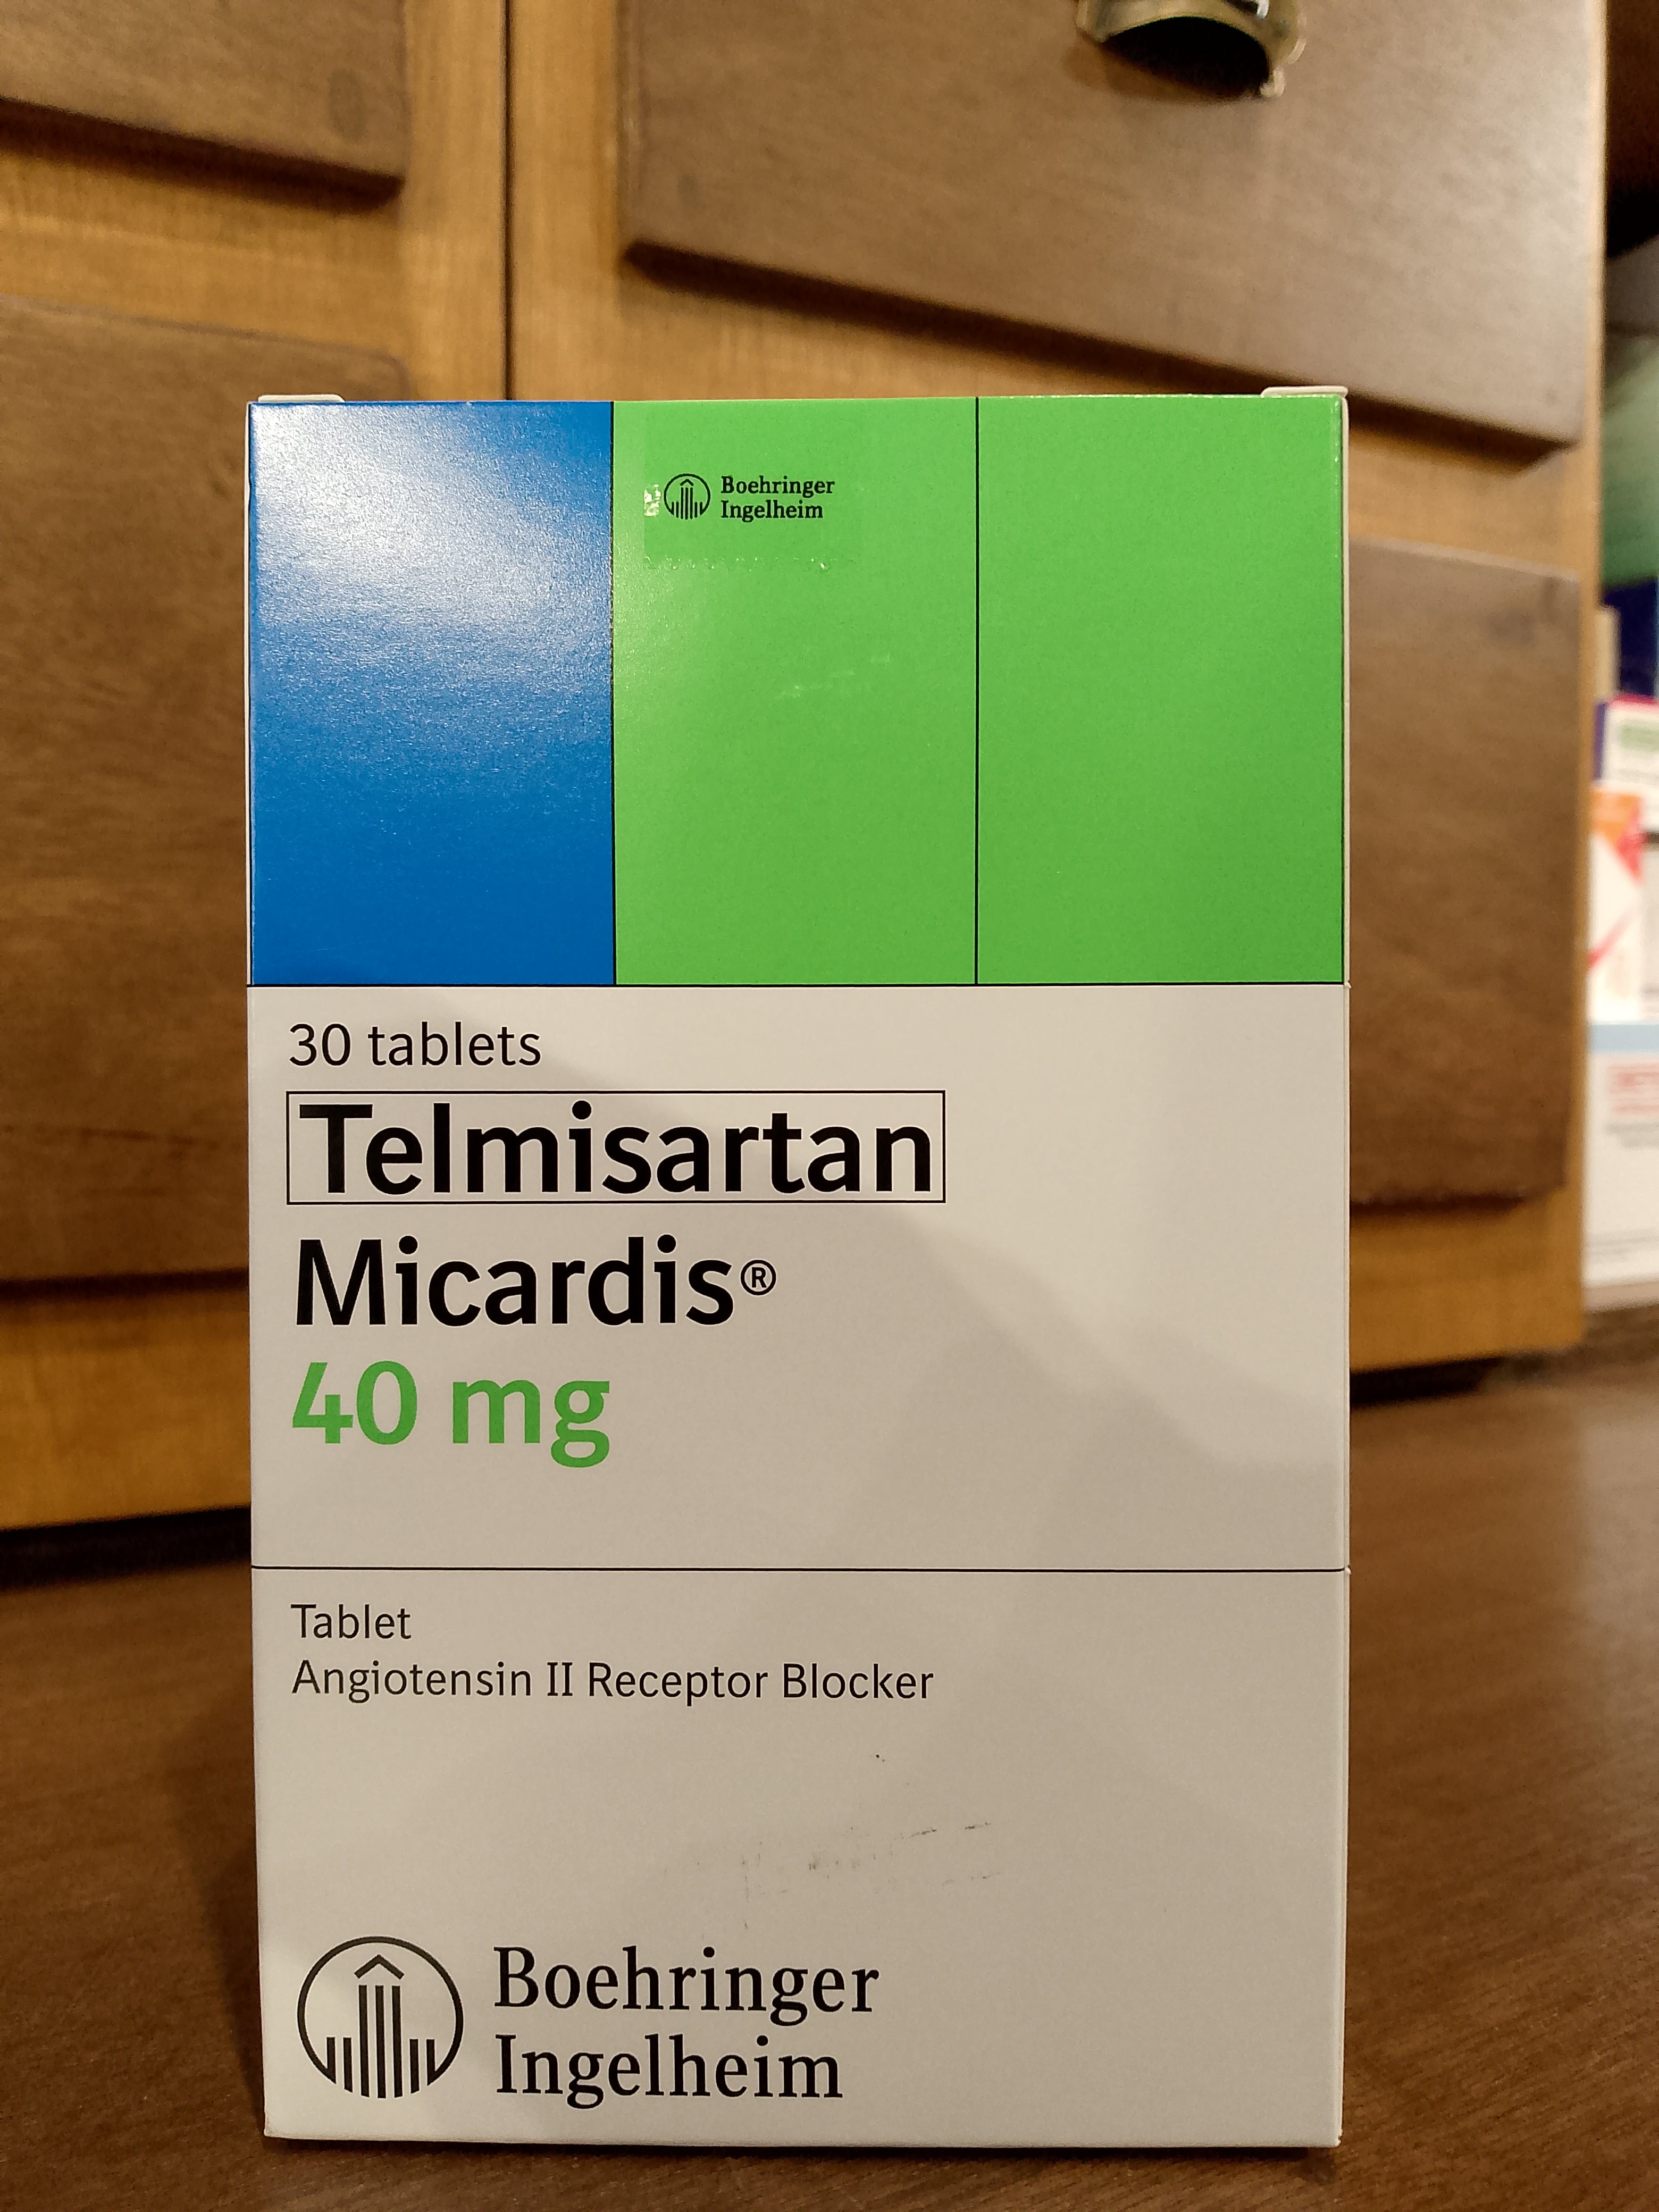 Boehringer
Ingelheim
30 tablets
Telmisartan
Micardis®
40 mg
Tablet
Angiotensin II Receptor Blocker
Boehringer
Ingelheim